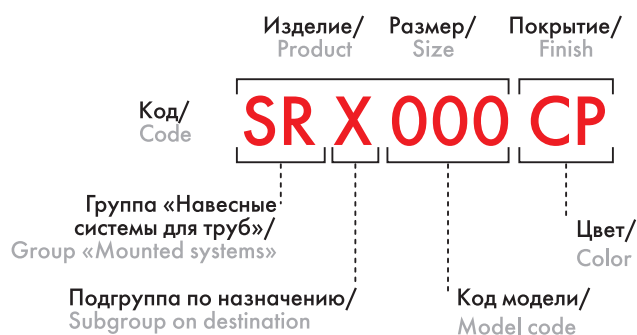 Изделие/ Размер/ Покрытие/
Product Size Finish
Код/
Code
SR X 000 CP
Группа «Навесные
системы для труб»/
Group «Mounted systems»
Цвет/
Color
Подгруппа по назначению/
Subgroup on destination
Код модели/
Model code